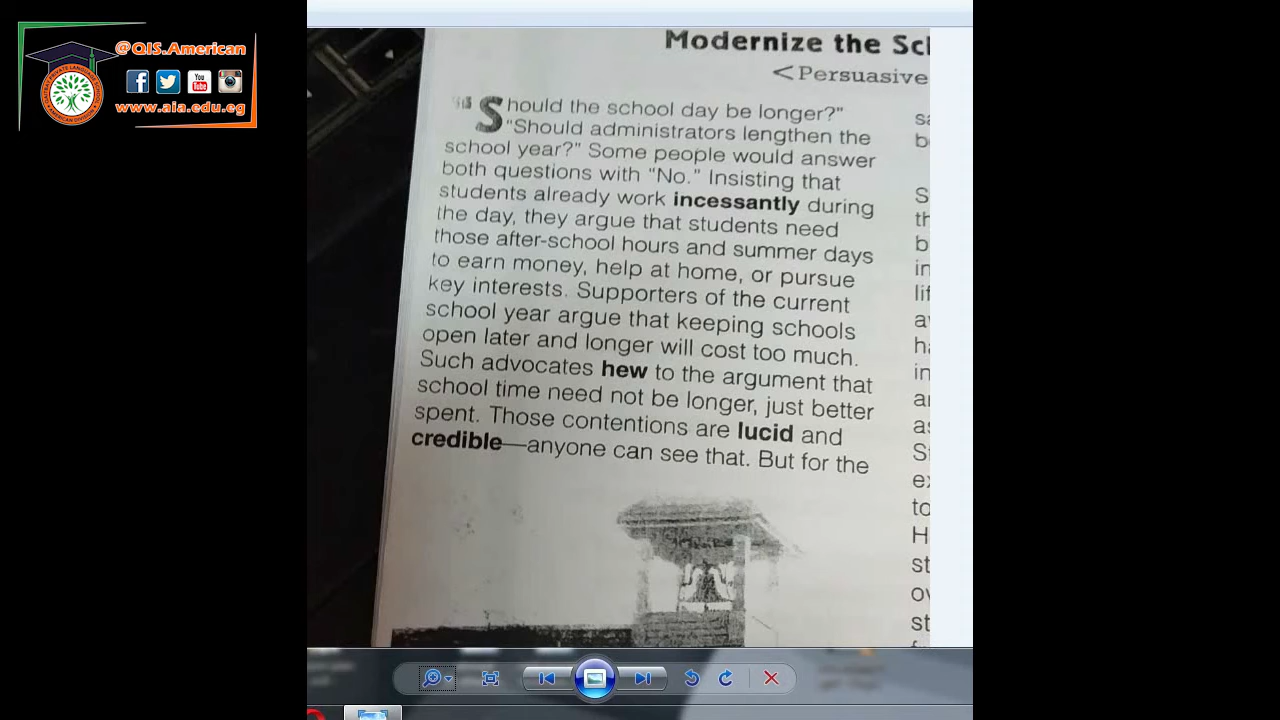 @QIS.American
You
Tube
www.aia.edu.eg
Modernize the Sc
<Persuasive
"Should the school day be longer?"
"Should administrators lengthen the
school year?" Some people would answer
both questions with "No." Insisting that
students already work incessantly during
the day, they argue that students need
those after-school hours and summer days
to earn money, help at home, or pursue
key interests. Supporters of the current
school year argue that keeping schools
open later and longer will cost too much.
Such advocates hew to the argument that
school time need not be longer, just better
spent. Those contentions are lucid and
credible—anyone can see that. But for the